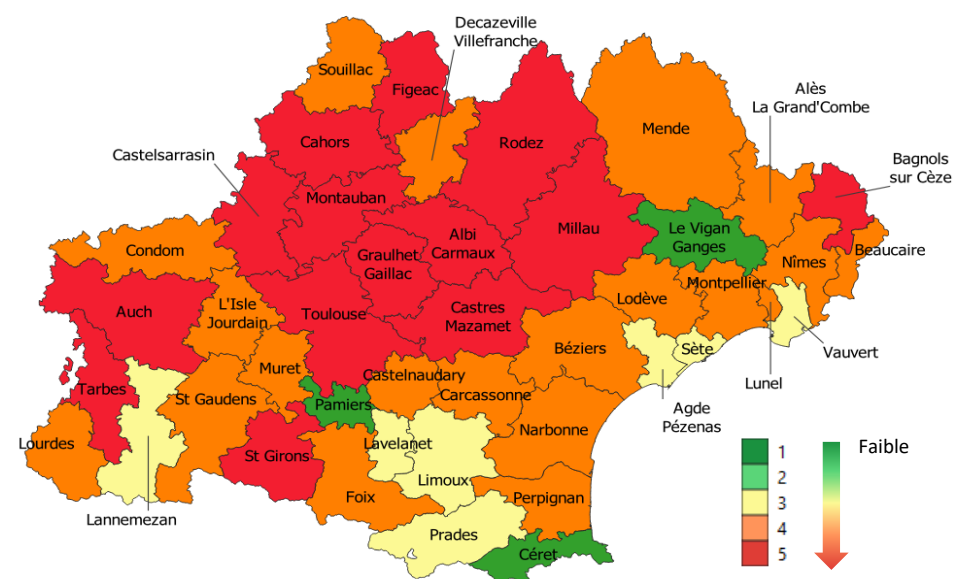 Decazeville
Villefranche
Souillac
Figeac
Alès
La Grand'Combe
Mende
Cahors
Rodez
Castelsarrasin
Bagnols
sur Cèze
Montauban
Albi
Carmaux
Millau
Le Vigan
Ganges
Condom
Graulhet
Gaillac
Beaucaire
Nîmes
Montpellier
Lodève
L'Isle
Jourdain
Auch
Toulouse
Castres
Mazamet
Béziers
Sète
Vauvert
Muret
Castelnaudary
Lunel
Tarbes
St Gaudens
Pamiers
Carcassonne
Agde
Pézenas
Narbonne
Lourdes
Lavelanet
St Girons
Limoux
Foix
Perpignan
Lannemezan
Prades
Céret
1
2
3
4
5
Faible